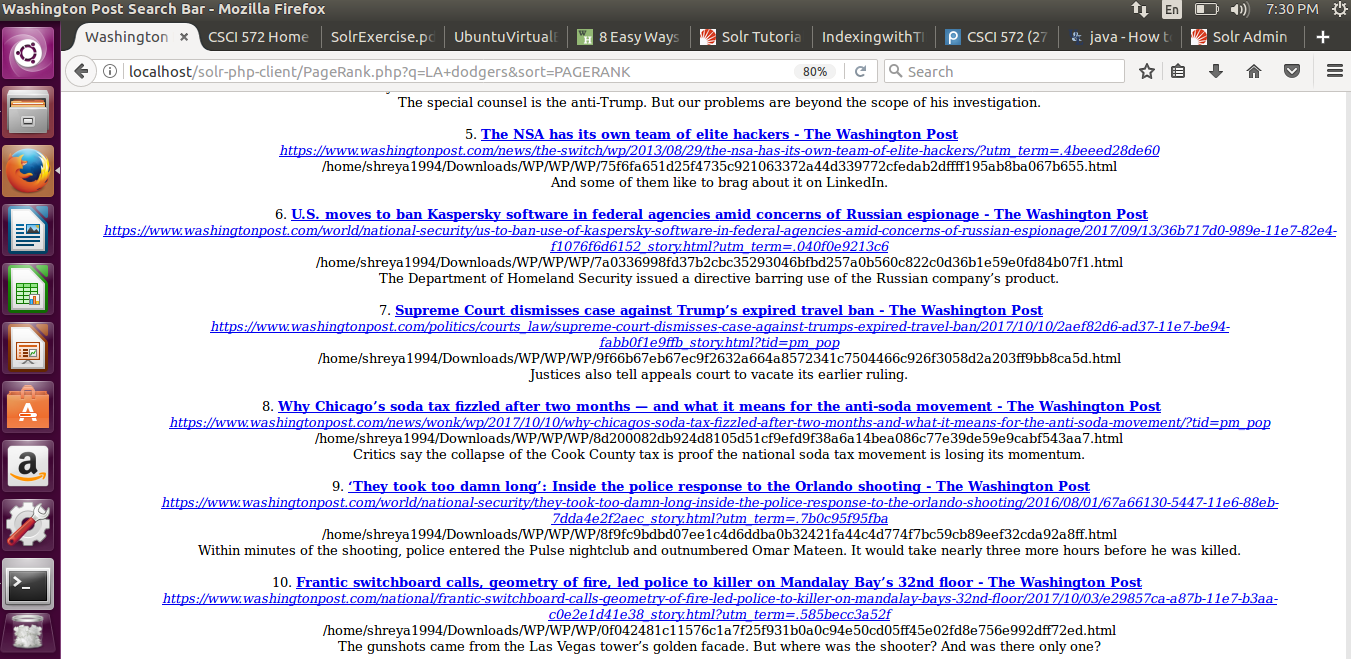 Washington Post Search Bar - Mozilla Firefox
En
7:30 PM
Washington
CSCI 572 Home
SolrExercise.pd
UbuntuVirtual
8 Easy Ways
Solr Tutoria
IndexingwithT
CSCI 572 (27
java - How t
Solr Admin
localhost/solr-php-client/PageRank.php?q=LA+dodgers&sort=PAGERANK
80%
Search
The special counsel is the anti-Trump. But our problems are beyond the scope of his investigation.
5. The NSA has its own team of elite hackers - The Washington Post
https://www.washingtonpost.com/news/the-switch/wp/2013/08/29/the-nsa-has-its-own-team-of-elite-hackers/?utm_term=.4beeed28de60
/home/shreya1994/Downloads/WP/WP/WP/75f6fa651d25f4735c921063372a44d339772cfedab2dffff195ab8ba067b655.html
And some of them like to brag about it on LinkedIn.
6. U.S. moves to ban Kaspersky software in federal agencies amid concerns of Russian espionage - The Washington Post
https://www.washingtonpost.com/world/national-security/us-to-ban-use-of-kaspersky-software-in-federal-agencies-amid-concerns-of-russian-espionage/2017/09/13/36b717d0-989e-11e7-82e4-
f1076f6d6152_story.html?utm_term=.040f0e9213c6
/home/shreya1994/Downloads/WP/WP/WP/7a0336998fd37b2cbc35293046bfbd257a0b560c822c0d36b1e59e0fd84b07f1.html
The Department of Homeland Security issued a directive barring use of the Russian company’s product.
7. Supreme Court dismisses case against Trump’s expired travel ban - The Washington Post
https://www.washingtonpost.com/politics/courts_law/supreme-court-dismisses-case-against-trumps-expired-travel-ban/2017/10/10/2aef82d6-ad37-11e7-be94-
fabb0f1e9ffb_story.html?tid=pm_pop
/home/shreya1994/Downloads/WP/WP/WP/9f66b67eb67ec9f2632a664a8572341c7504466c926f3058d2a203ff9bb8ca5d.html
Justices also tell appeals court to vacate its earlier ruling.
8. Why Chicago’s soda tax fizzled after two months — and what it means for the anti-soda movement - The Washington Post
https://www.washingtonpost.com/news/wonk/wp/2017/10/10/why-chicagos-soda-tax-fizzled-after-two-months-and-what-it-means-for-the-anti-soda-movement/?tid=pm_pop
/home/shreya1994/Downloads/WP/WP/WP/8d200082db924d8105d51cf9efd9f38a6a14bea086c77e39de59e9cabf543aa7.html
Critics say the collapse of the Cook County tax is proof the national soda tax movement is losing its momentum.
9. ‘They took too damn long’: Inside the police response to the Orlando shooting - The Washington Post
https://www.washingtonpost.com/world/national-security/they-took-too-damn-long-inside-the-police-response-to-the-orlando-shooting/2016/08/01/67a66130-5447-11e6-88eb-
7dda4e2f2aec_story.html?utm_term=.7b0c95f95fba
/home/shreya1994/Downloads/WP/WP/WP/8f9fc9bdbd07ee1c4d6ddba0b32421fa44c4d774f7bc59cb89eef32cda92a8ff.html
Within minutes of the shooting, police entered the Pulse nightclub and outnumbered Omar Mateen. It would take nearly three more hours before he was killed.
10. Frantic switchboard calls, geometry of fire, led police to killer on Mandalay Bay’s 32nd floor - The Washington Post
https://www.washingtonpost.com/national/frantic-switchboard-calls-geometry-of-fire-led-police-to-killer-on-mandalay-bays-32nd-floor/2017/10/03/e29857ca-a87b-11e7-b3aa-
c0e2e1d41e38_story.html?utm_term=.585becc3a52f
/home/shreya1994/Downloads/WP/WP/WP/0f042481c11576c1a7f25f931b0a0c94e50cd05ff45e02fd8e756e992dff72ed.html
The gunshots came from the Las Vegas tower’s golden facade. But where was the shooter? And was there only one?